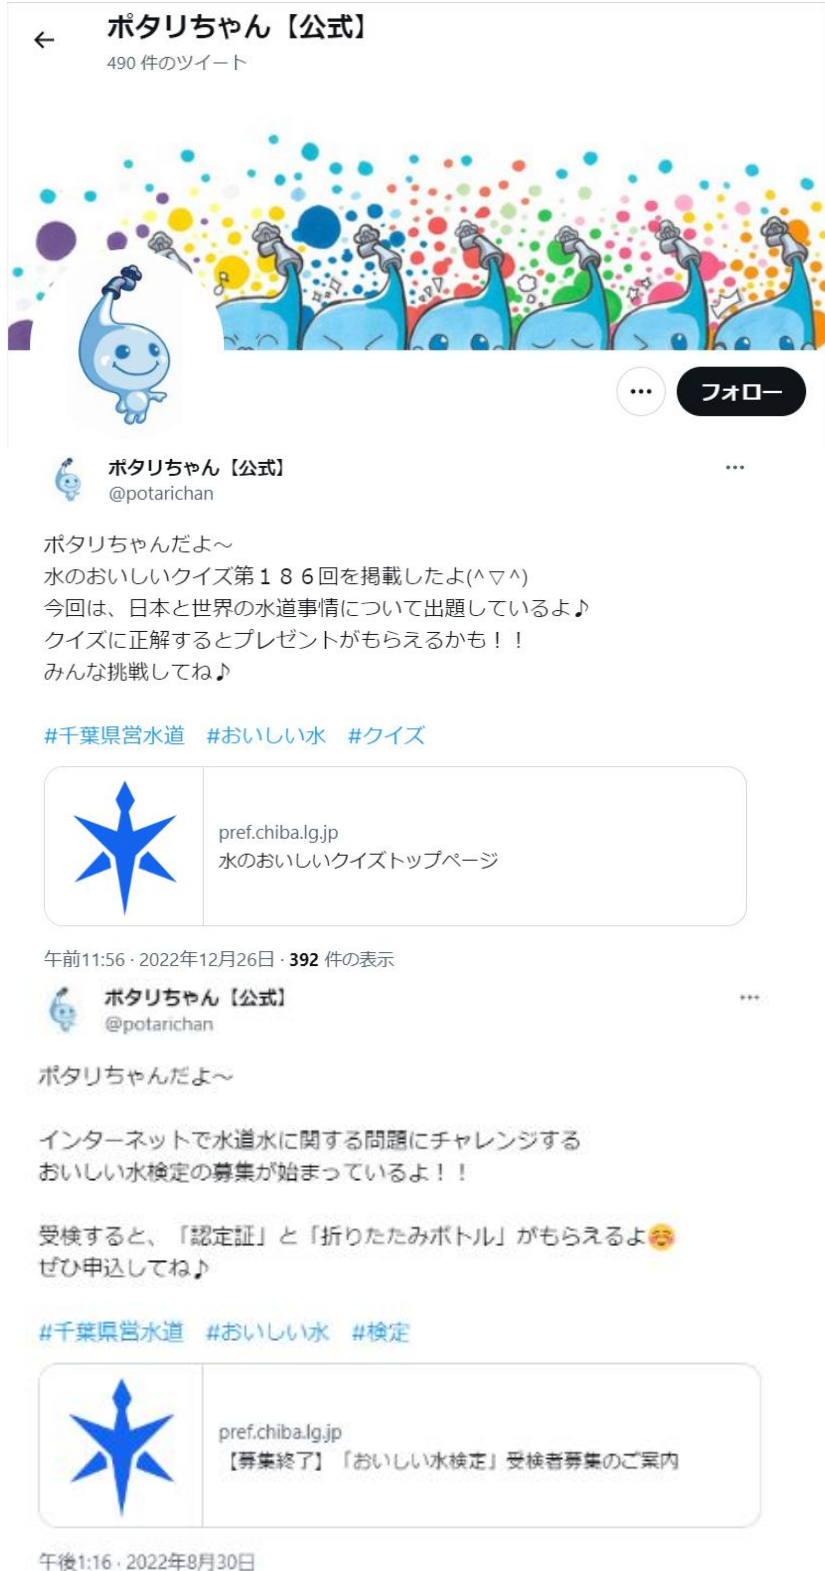 ポタリちゃん【公式】
490 件のツイート
フォロー
ポタリちゃん【公式】
@potarichan
ポタリちゃんだよ～
水のおいしいクイズ第１８６回を掲載したよ(^▽^)
今回は、日本と世界の水道事情について出題しているよ♪
クイズに正解するとプレゼントがもらえるかも！！
みんな挑戦してね♪
#千葉県営水道　#おいしい水　#クイズ
pref.chiba.lg.jp
水のおいしいクイズトップページ
午前11:56 · 2022年12月26日 · 392 件の表示
ポタリちゃん【公式】
@potarichan
ポタリちゃんだよ～
インターネットで水道水に関する問題にチャレンジする
おいしい水検定の募集が始まっているよ！！
受検すると、「認定証」と「折りたたみボトル」がもらえるよ☺️
ぜひ申込してね♪
#千葉県営水道　#おいしい水　#検定
pref.chiba.lg.jp
【募集終了】「おいしい水検定」受検者募集のご案内
午後1:16 · 2022年8月30日